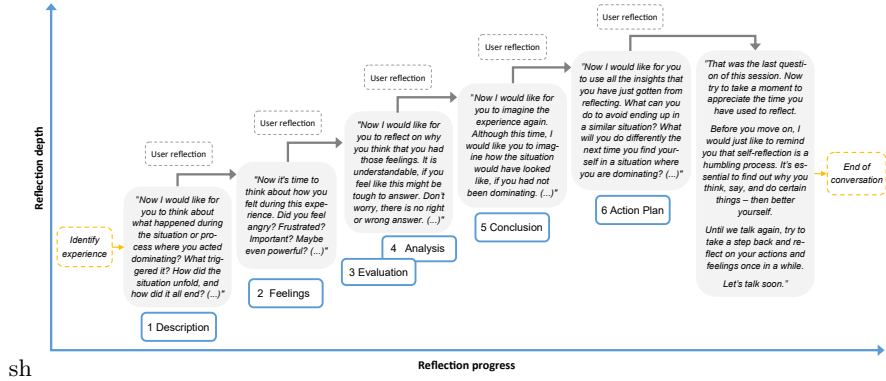 Reflection depth
Identify
experience
"Now I would like for
you to think about
what happened during
the situation or pro-
cess where you acted
dominating? What trig-
gered it? How did the
situation unfold, and
how did it all end? (...)"
1 Description
User reflection
"Now it's time to
think about how you
felt during this expe-
rience. Did you feel
angry? Frustrated?
Important? Maybe
even powerful? (...)"
2 Feelings
User reflection
"Now I would like for
you to reflect on why
you think that you had
those feelings. It is
understandable, if you
feel like this might be
tough to answer. Don't
worry, there is no right
or wrong answer. (...)"
4 Analysis
3 Evaluation
User reflection
"Now I would like for
you to imagine the
experience again.
Although this time, I
would like you to im-
agine how the situation
would have looked
like, if you had not
been dominating. (...)"
5 Conclusion
User reflection
"Now I would like for you
to use all the insights that
you have just gotten from
reflecting. What can you
do to avoid ending up in
a similar situation? What
will you do differently
the next time you find your-
self in a situation where
you are dominating? (...)"
6 Action Plan
User reflection
"That was the last questi-
on of this session. Now
try to take a moment to
appreciate the time you
have used to reflect.
Before you move on, I
would just like to remind
you that self-reflection is a
humbling process. It's es-
sential to find out why you
think, say, and do certain
things – then better
yourself.
Until we talk again, try to
take a step back and re-
flect on your actions and
feelings once in a while.
Let's talk soon."
End of
conversation
Reflection progress
sh